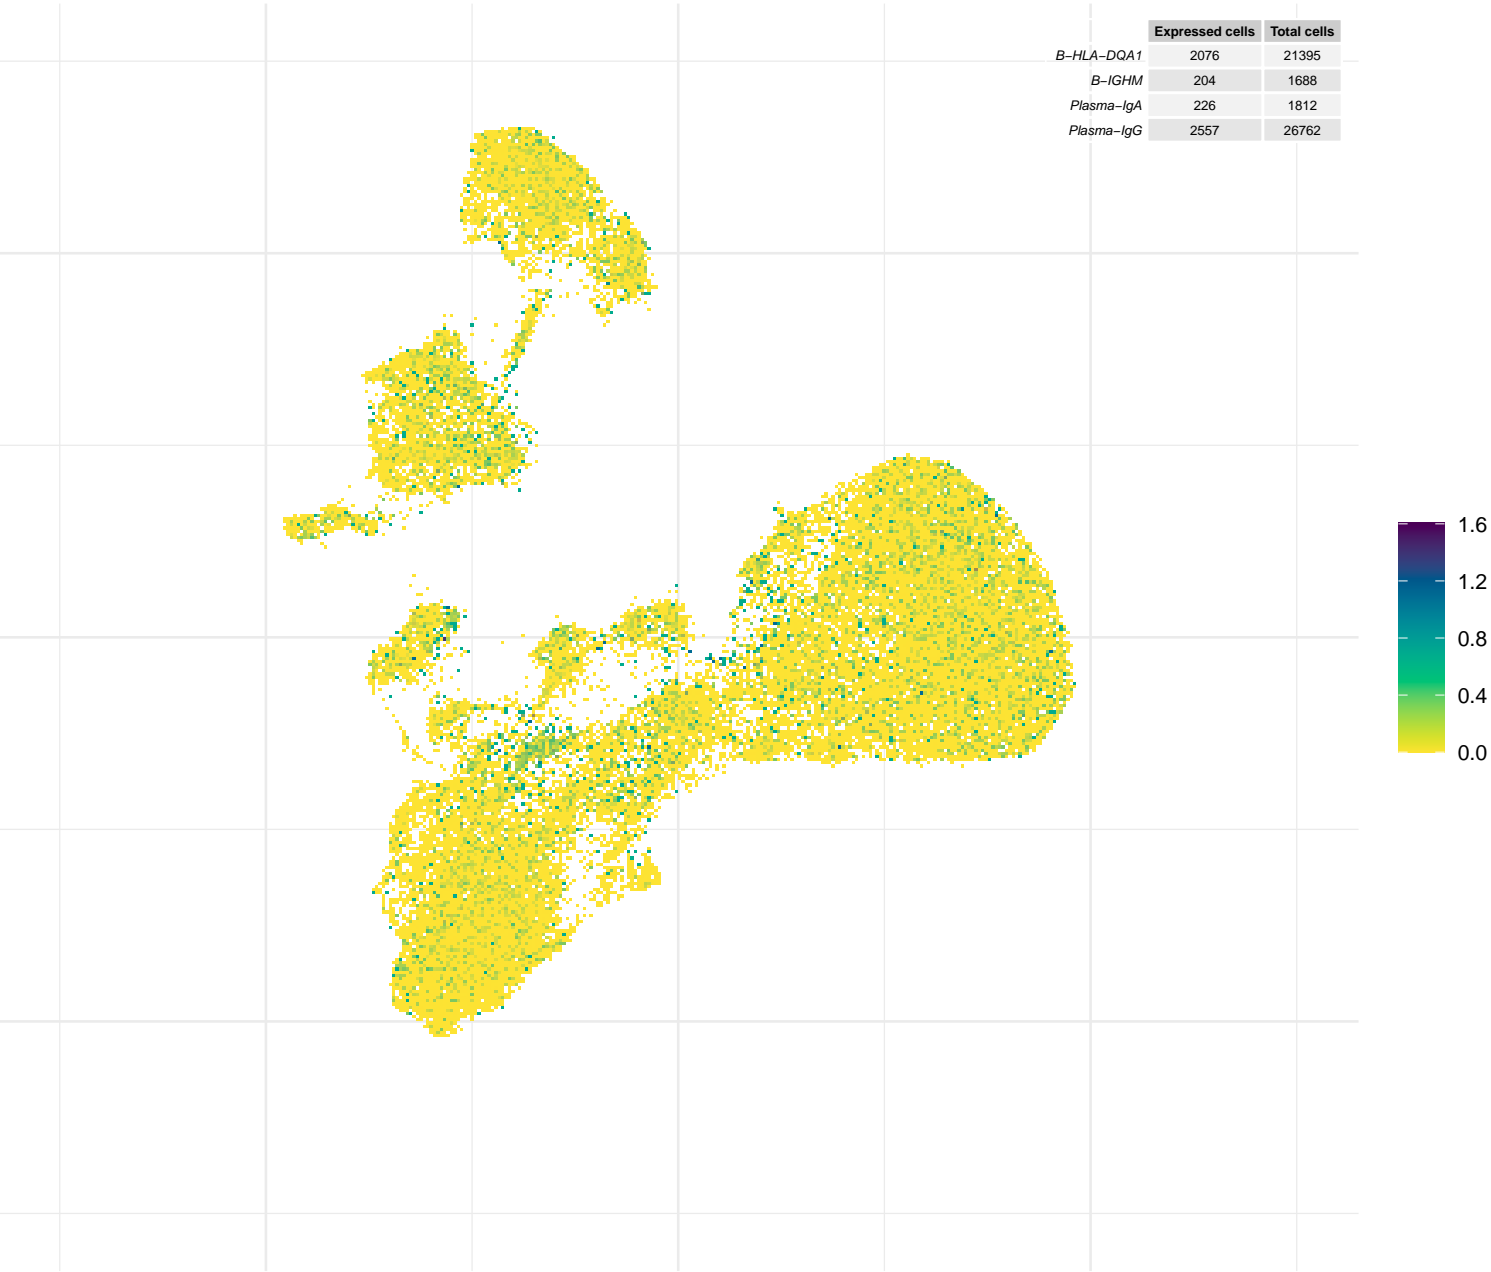 Expressed cells Total cells
B−HLA−DQA1 2076 21395
B−IGHM 204 1688
Plasma−IgA 226 1812
Plasma−IgG 2557 26762
1.6
1.2
0.8
0.4
0.0